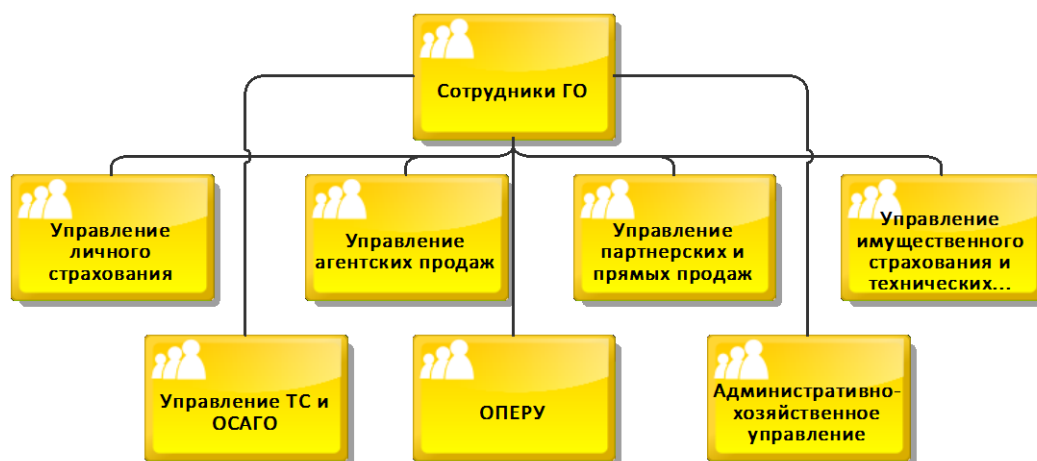 Сотрудники ГО
Управление
личного
страхования
Управление
агентских продаж
Управление
партнерских и
прямых продаж
Управление
имущественного
страхования и
технических...
Управление ТС и
ОСАГО
ОПЕРУ
Административно-
хозяйственное
управление